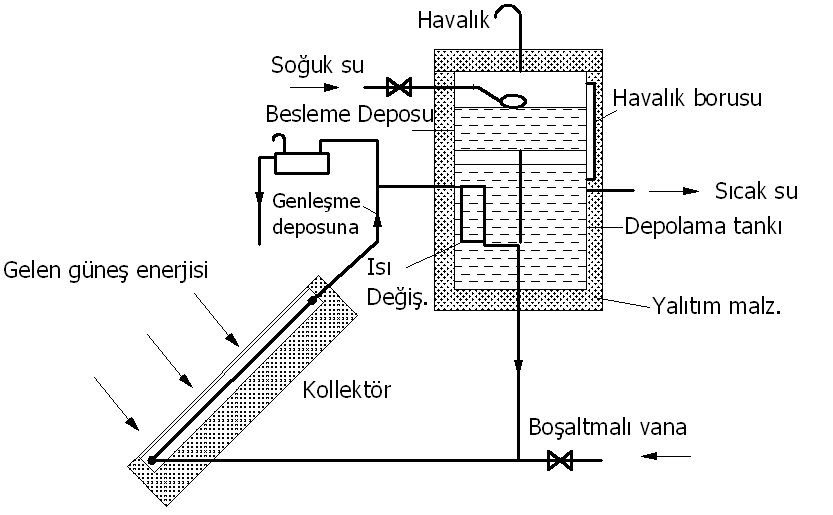 Havalık
Soğuk su
Besleme Deposu
Havalık borusu
Sıcak su
Genleşme
deposuna
Depolama tankı
Isı
Değiş.
Gelen güneş enerjisi
Yalıtım malz.
Kollektör
Boşaltmalı vana